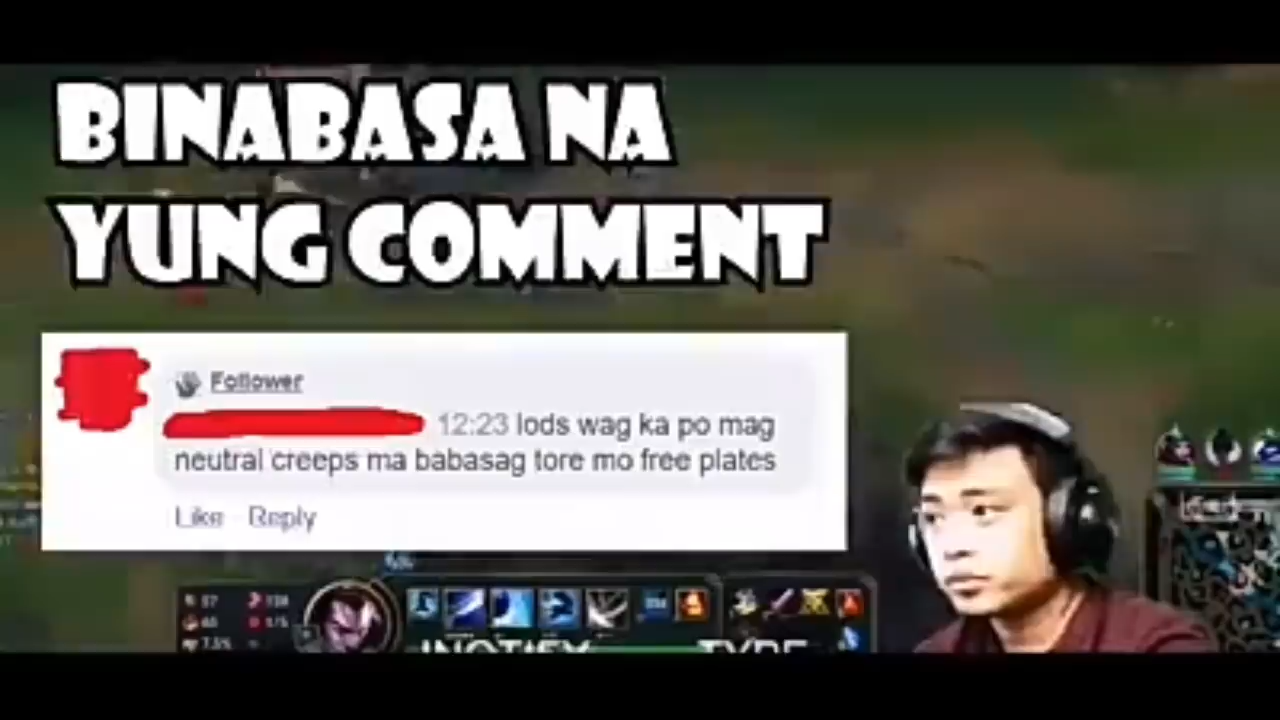 BINABASA NA
YUNG COMMENT
Follower
12:23 lods wag ka po mag
neutral creeps ma babasag tore mo free plates
Like · Reply